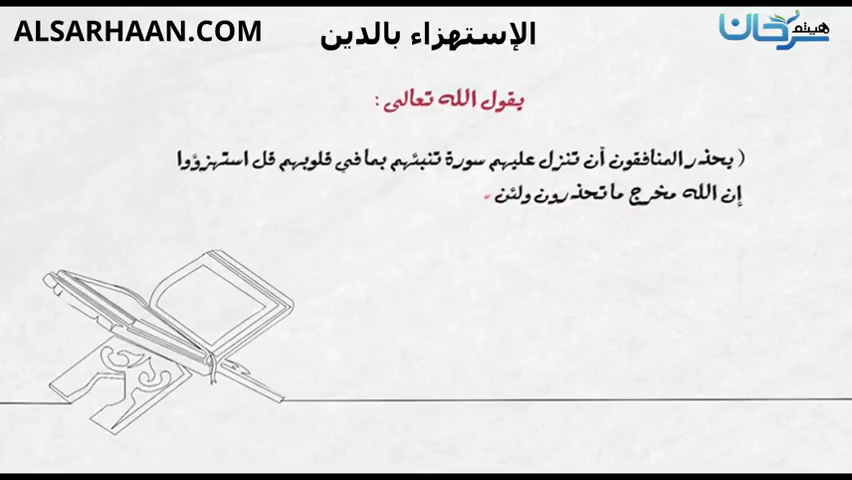 ALSARHAAN.COM
الإستهزاء بالدين
هيثم سرحان
يقول الله تعالى :
( يحذر المنافقون أن تنزل عليهم سورة تنبئهم بما في قلوبهم قل استهزؤوا
إن الله مخرج ما تحذرون ولئن